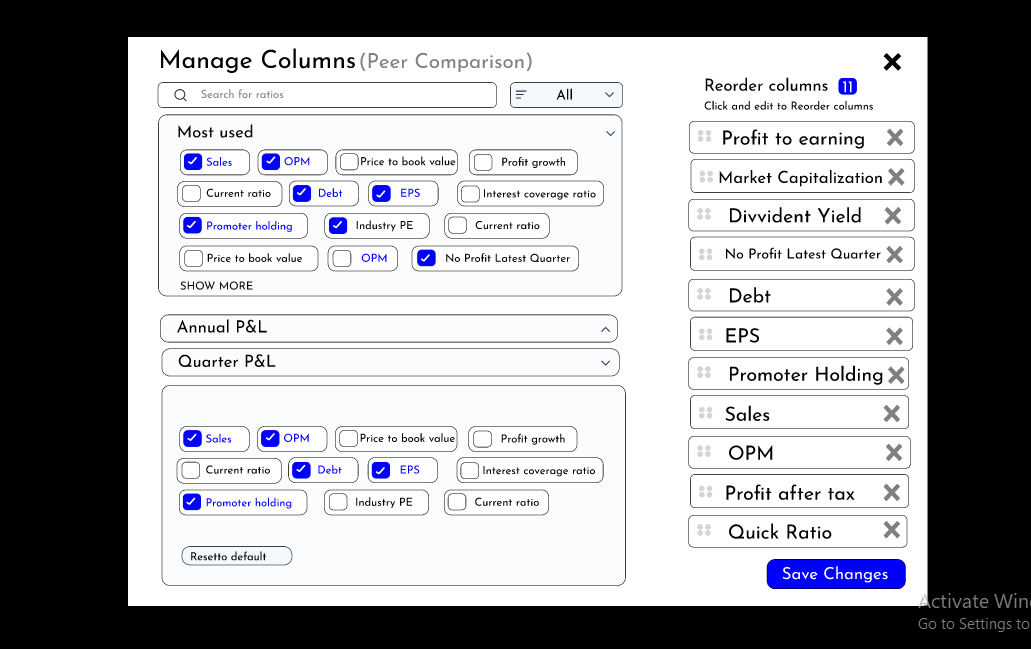 Manage Columns (Peer Comparison)
Search for ratios
All
Most used
Sales OPM Price to book value Profit growth
Current ratio Debt EPS Interest coverage ratio
Promoter holding Industry PE Current ratio
Price to book value OPM No Profit Latest Quarter
SHOW MORE
Annual P&L
Quarter P&L
Sales OPM Price to book value Profit growth
Current ratio Debt EPS Interest coverage ratio
Promoter holding Industry PE Current ratio
Resetto default
Reorder columns 11
Click and edit to Reorder columns
Profit to earning
Market Capitalization
Divvident Yield
No Profit Latest Quarter
Debt
EPS
Promoter Holding
Sales
OPM
Profit after tax
Quick Ratio
Save Changes
Activate Win
Go to Settings to